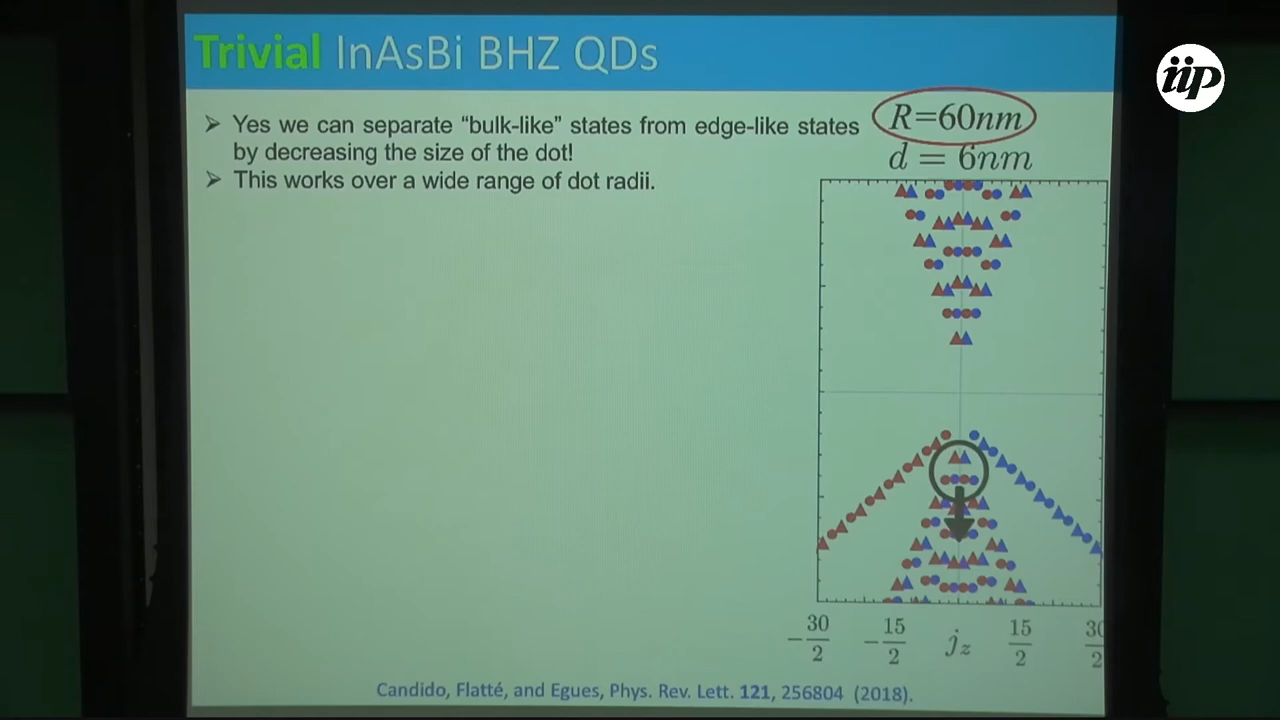 Trivial InAsBi BHZ QDs
iip
➢ Yes we can separate “bulk-like” states from edge-like states
by decreasing the size of the dot!
➢ This works over a wide range of dot radii.
R=60nm
d = 6nm
-30/2 -15/2 jz 15/2 30/2
Candido, Flatté, and Egues, Phys. Rev. Lett. 121, 256804 (2018).